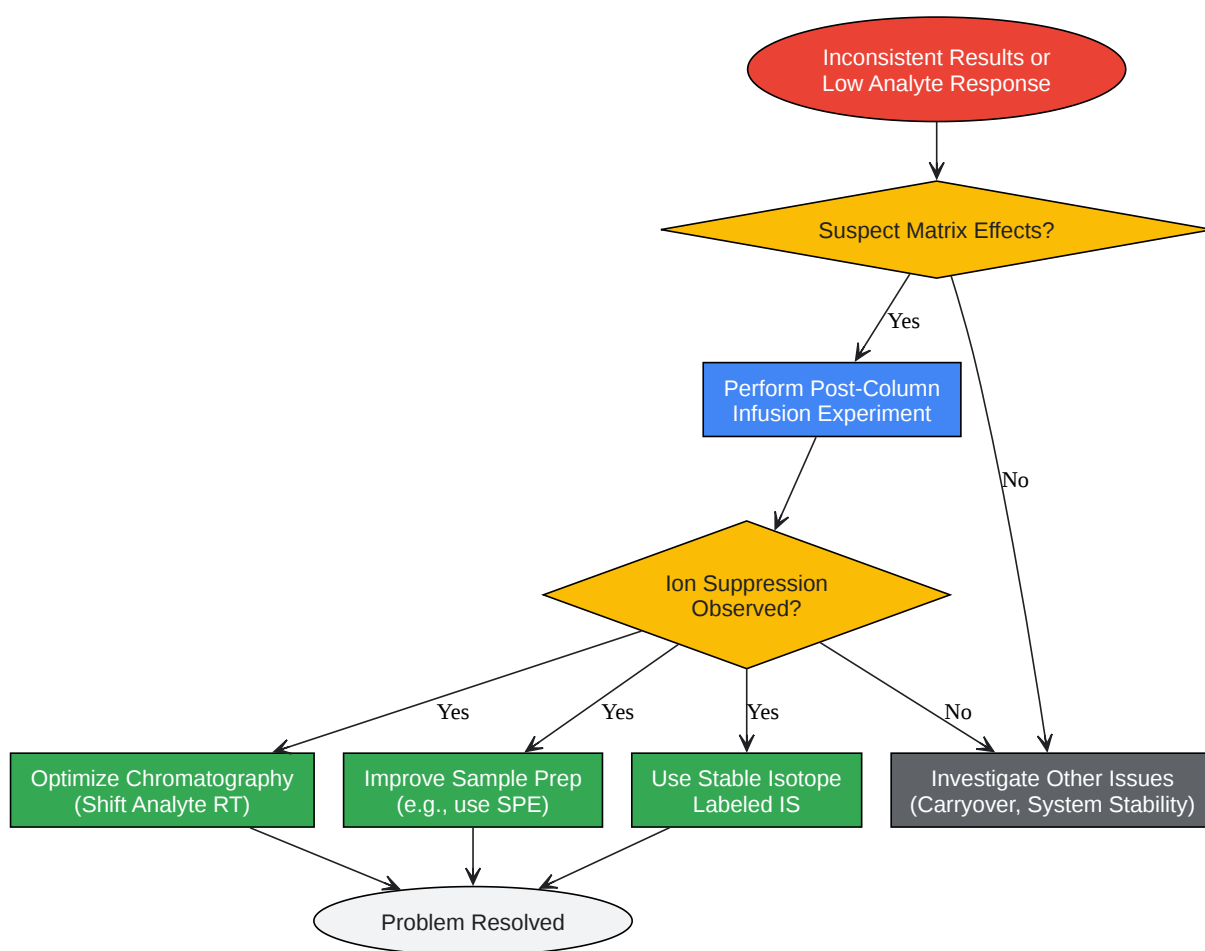 Inconsistent Results or
Low Analyte Response
Suspect Matrix Effects?
Yes
Perform Post-Column
Infusion Experiment
No
Ion Suppression
Observed?
Yes
Yes
Yes
No
Optimize Chromatography
(Shift Analyte RT)
Improve Sample Prep
(e.g., use SPE)
Use Stable Isotope
Labeled IS
Investigate Other Issues
(Carryover, System Stability)
Problem Resolved